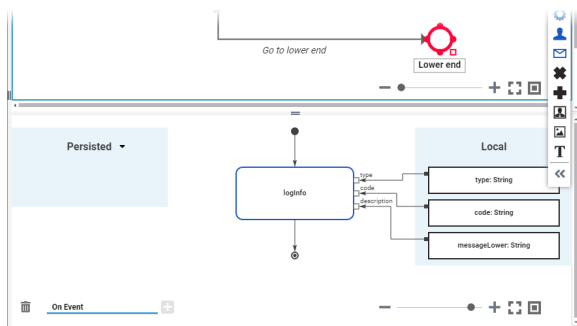 Go to lower end
Lower end
Persisted
Local
type
code
description
logInfo
type: String
code: String
messageLower: String
On Event